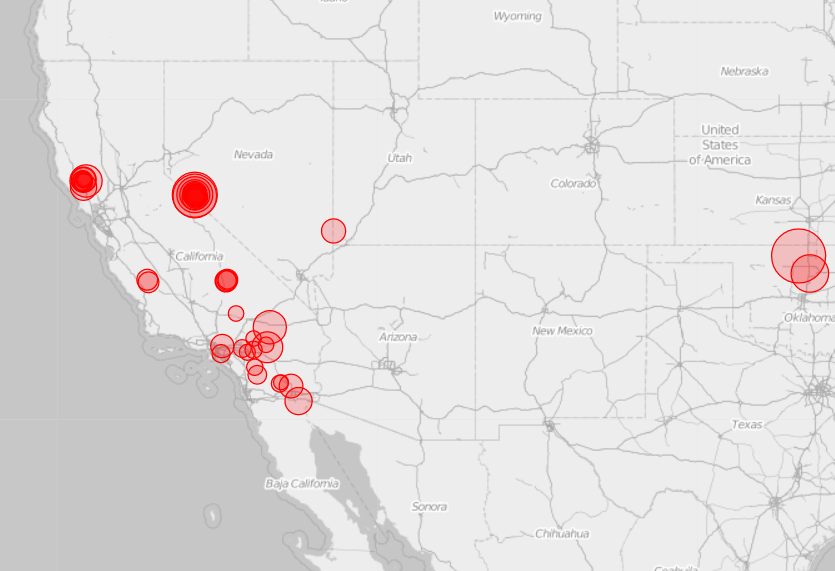 Wyoming
Nebraska
United
States
of America
Nevada
Utah
Colorado
Kansas
California
Oklahoma
New Mexico
Arizona
Texas
Baja California
Sonora
Chihuahua